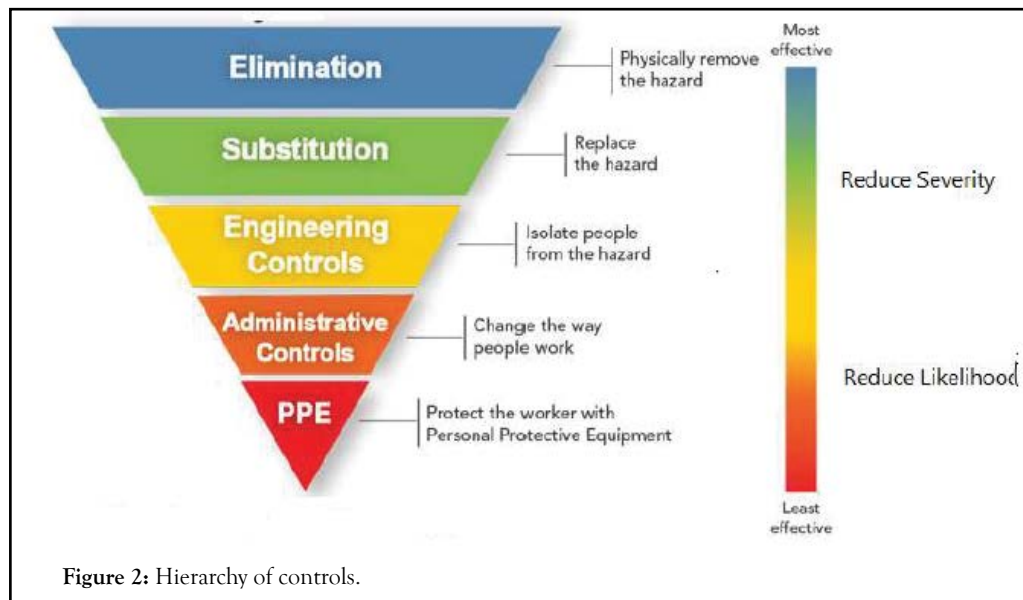 Elimination
Physically remove
the hazard
Substitution
Replace
the hazard
Engineering
Controls
Isolate people
from the hazard
Administrative
Controls
Change the way
people work
PPE
Protect the worker with
Personal Protective Equipment
Most
effective
Reduce Severity
Reduce Likelihood
Least
effective
Figure 2: Hierarchy of controls.